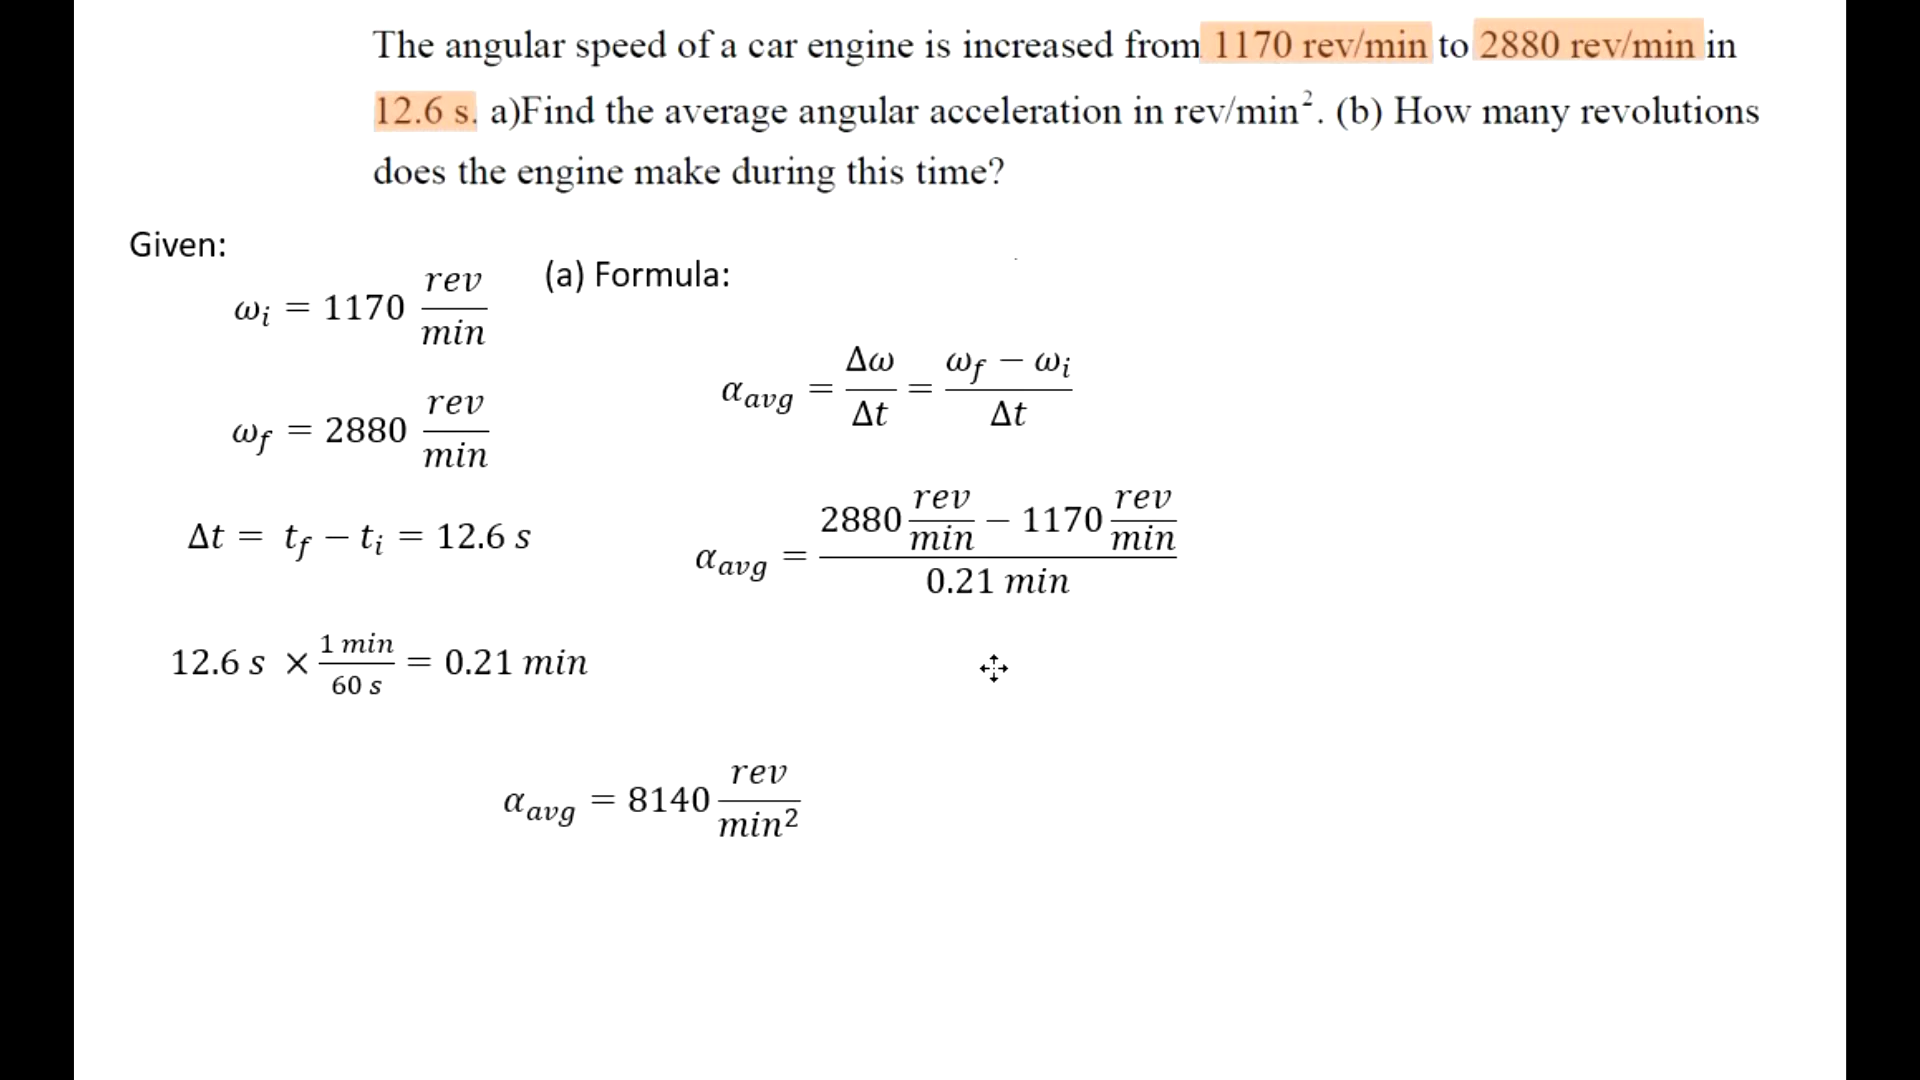 The angular speed of a car engine is increased from 1170 rev/min to 2880 rev/min in
12.6 s. a)Find the average angular acceleration in rev/min². (b) How many revolutions
does the engine make during this time?
Given:
(a) Formula:
ωᵢ = 1170 rev/min
α_avg = Δω/Δt = (ω_f − ωᵢ)/Δt
ω_f = 2880 rev/min
Δt = t_f − tᵢ = 12.6 s
α_avg = (2880 rev/min − 1170 rev/min)/(0.21 min)
12.6 s × 1 min/60 s = 0.21 min
α_avg = 8140 rev/min²